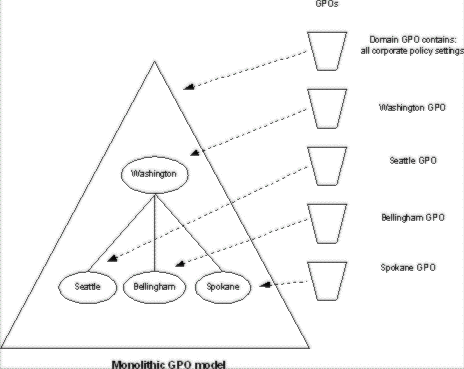 GPOs
Domain GPO contains:
all corporate policy settings
Washington GPO
Washington
Seattle GPO
Bellingham GPO
Spokane GPO
Seattle
Bellingham
Spokane
Monolithic GPO model